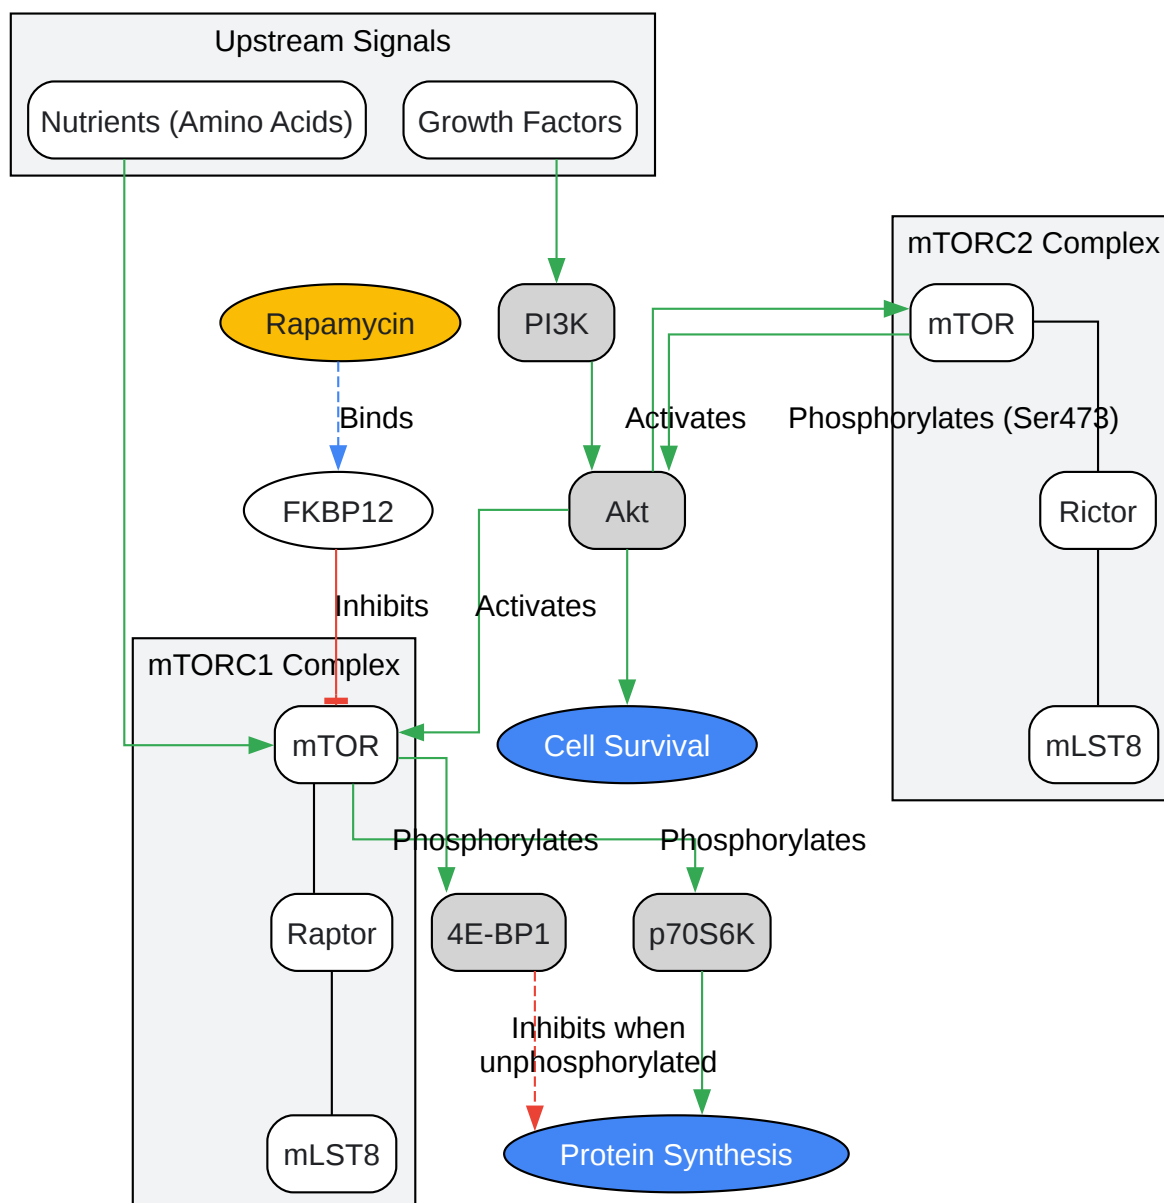 Upstream Signals
Nutrients (Amino Acids)
Growth Factors
mTORC2 Complex
Rapamycin
PI3K
mTOR
Binds
Activates
Phosphorylates (Ser473)
FKBP12
Akt
Rictor
Inhibits
Activates
mTORC1 Complex
mTOR
Cell Survival
mLST8
Phosphorylates
Phosphorylates
Raptor
4E-BP1
p70S6K
Inhibits when
unphosphorylated
mLST8
Protein Synthesis